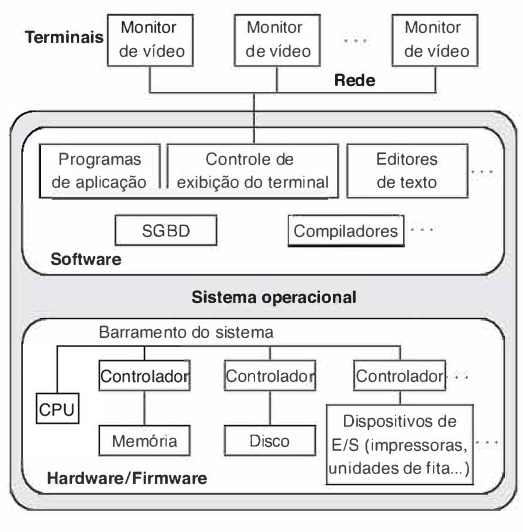 Terminais
Monitor
de vídeo
Monitor
de vídeo
. . .
Monitor
de vídeo
Rede
Programas
de aplicação
Controle de
exibição do terminal
Editores
de texto
. . .
SGBD
Compiladores
. . .
Software
Sistema operacional
Barramento do sistema
Controlador
Controlador
Controlador
. . .
CPU
Memória
Disco
Dispositivos de
E/S (impressoras,
unidades de fita...)
. . .
Hardware/Firmware